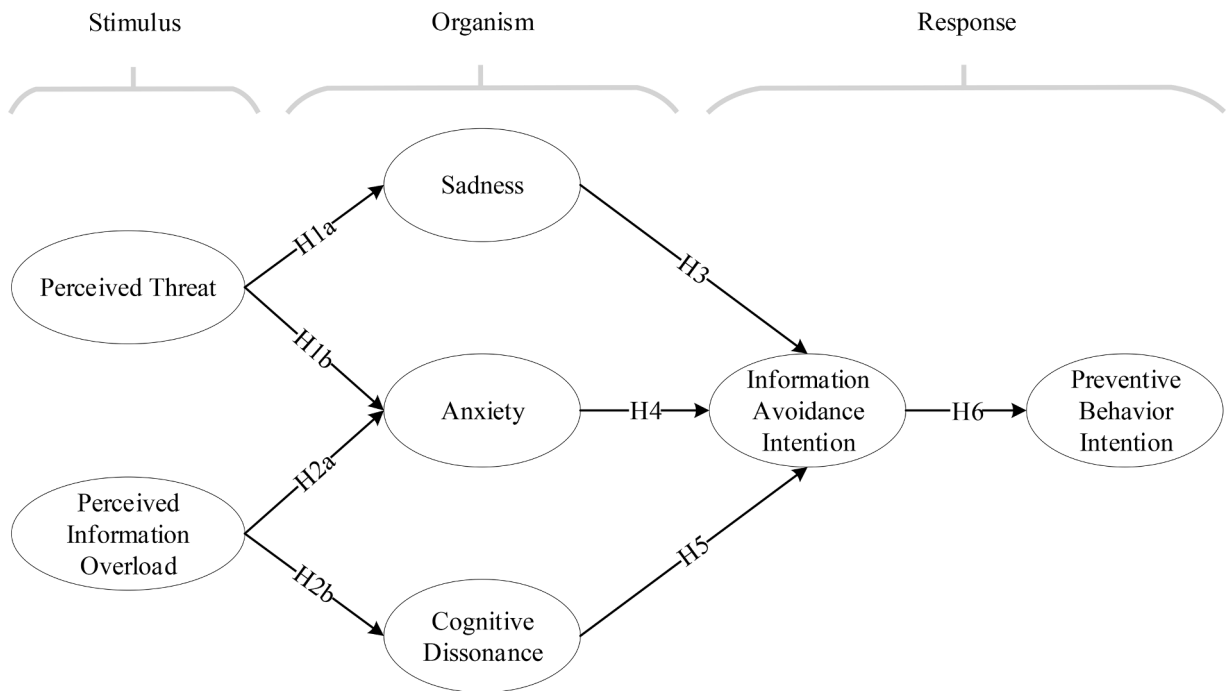 Stimulus
Organism
Response
Sadness
H1a
H3
Perceived Threat
H1b
Anxiety
H4
Information
Avoidance
Intention
H6
Preventive
Behavior
Intention
H2a
Perceived
Information
Overload
H2b
H5
Cognitive
Dissonance